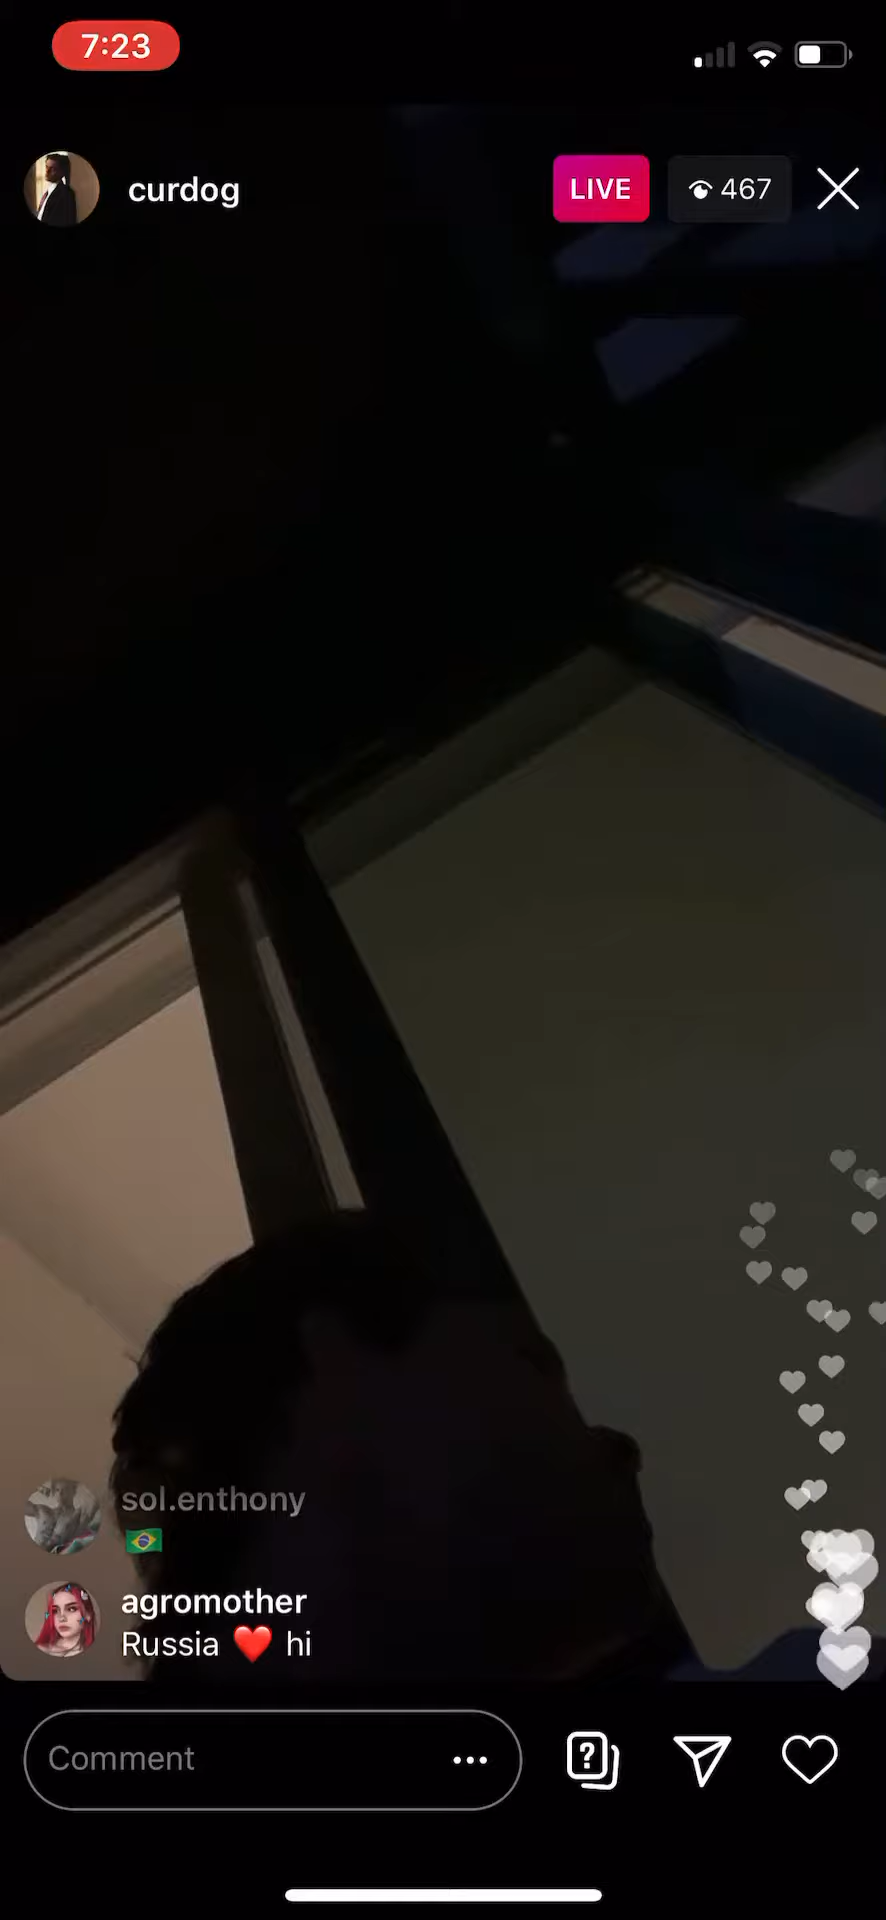 7:23
curdog
LIVE
467
sol.enthony
🇧🇷
agromother
Russia ❤️ hi
Comment